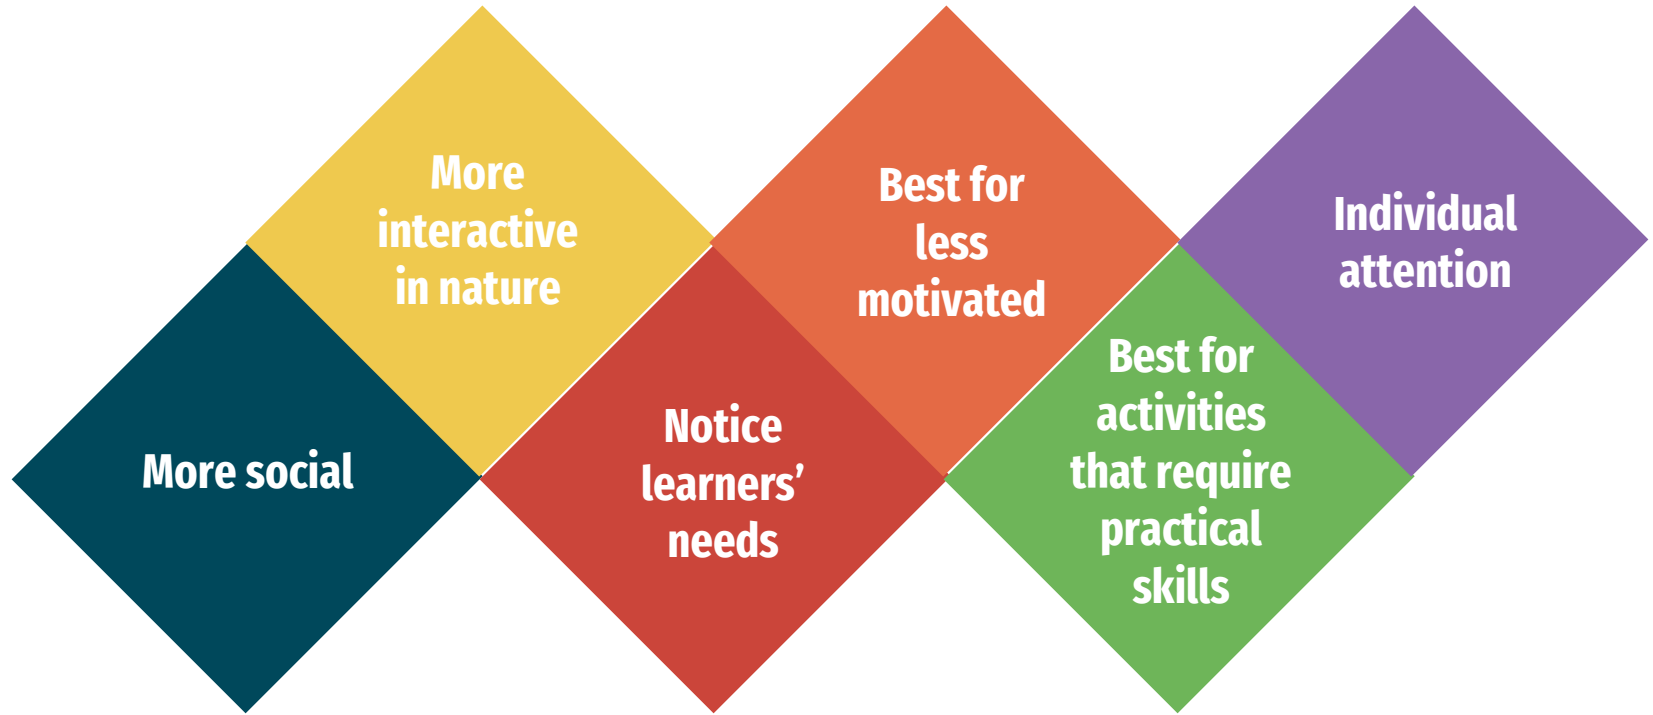 More social
More
interactive
in nature
Notice
learners’
needs
Best for
less
motivated
Best for
activities
that require
practical
skills
Individual
attention